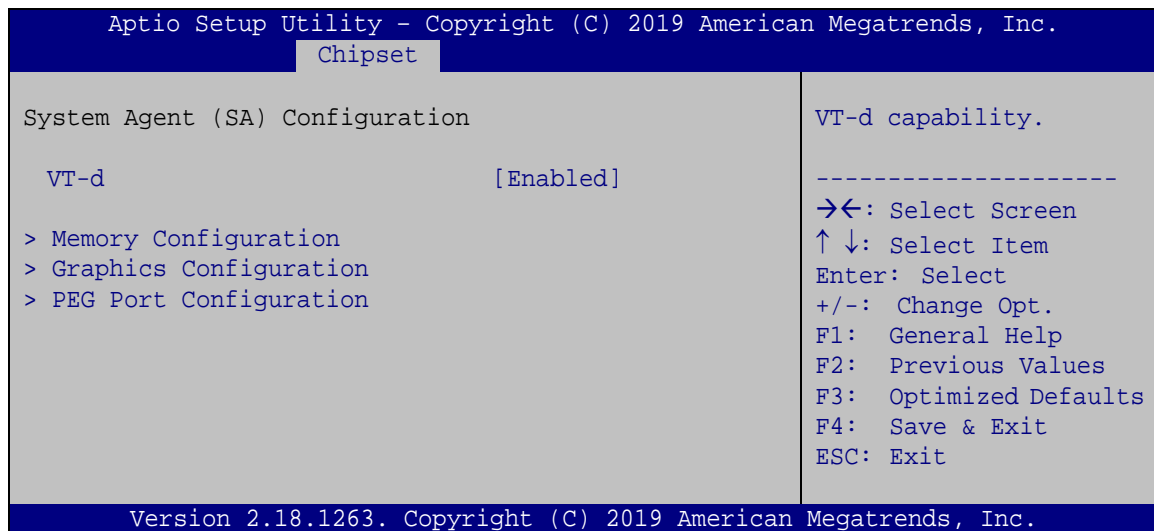 Aptio Setup Utility – Copyright (C) 2019 American Megatrends, Inc.
Chipset
System Agent (SA) Configuration
VT-d [Enabled]
> Memory Configuration
> Graphics Configuration
> PEG Port Configuration
VT-d capability.
---------------------
→←: Select Screen
↑ ↓: Select Item
Enter: Select
+/-: Change Opt.
F1: General Help
F2: Previous Values
F3: Optimized Defaults
F4: Save & Exit
ESC: Exit
Version 2.18.1263. Copyright (C) 2019 American Megatrends, Inc.